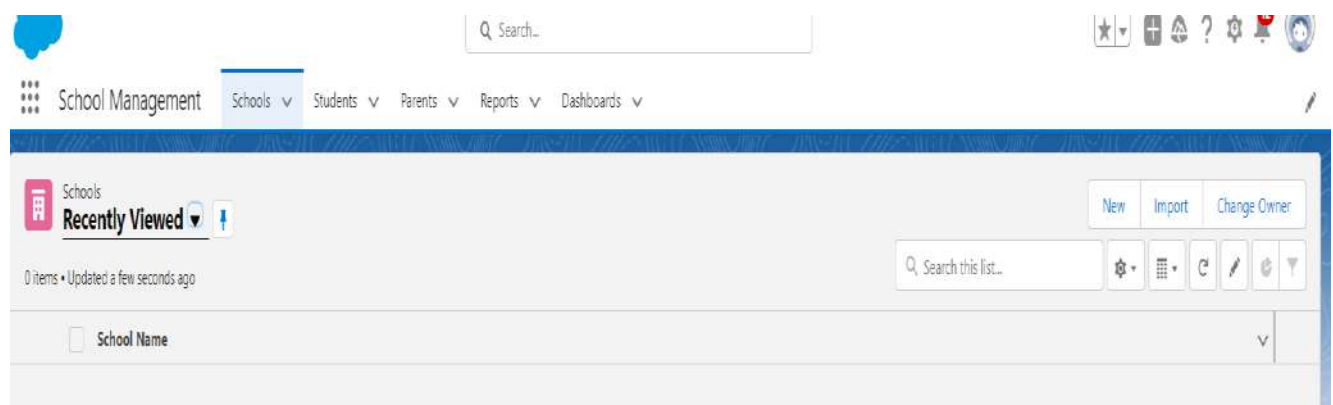 Search...
School Management Schools Students Parents Reports Dashboards
Schools
Recently Viewed
New Import Change Owner
0 items • Updated a few seconds ago
Search this list...
School Name